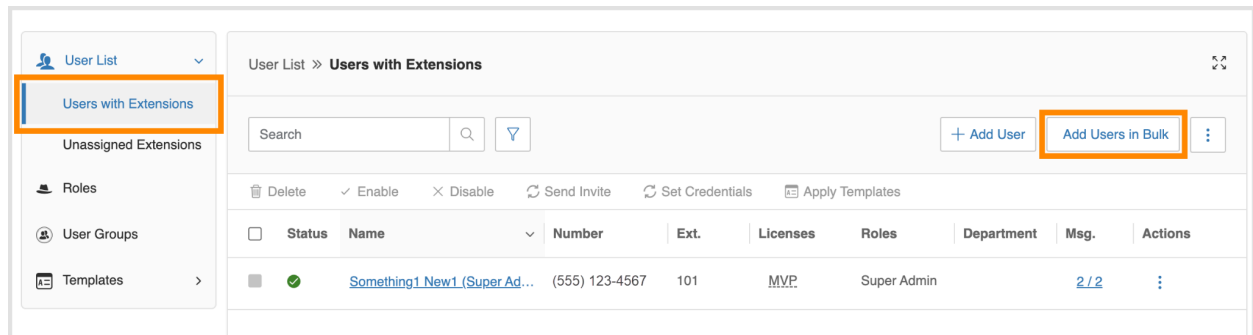 User List
Users with Extensions
Unassigned Extensions
Roles
User Groups
Templates
User List » Users with Extensions
Search
+ Add User
Add Users in Bulk
Delete
Enable
Disable
Send Invite
Set Credentials
Apply Templates
Status Name Number Ext. Licenses Roles Department Msg. Actions
Something1 New1 (Super Ad... (555) 123-4567 101 MVP Super Admin 2 / 2